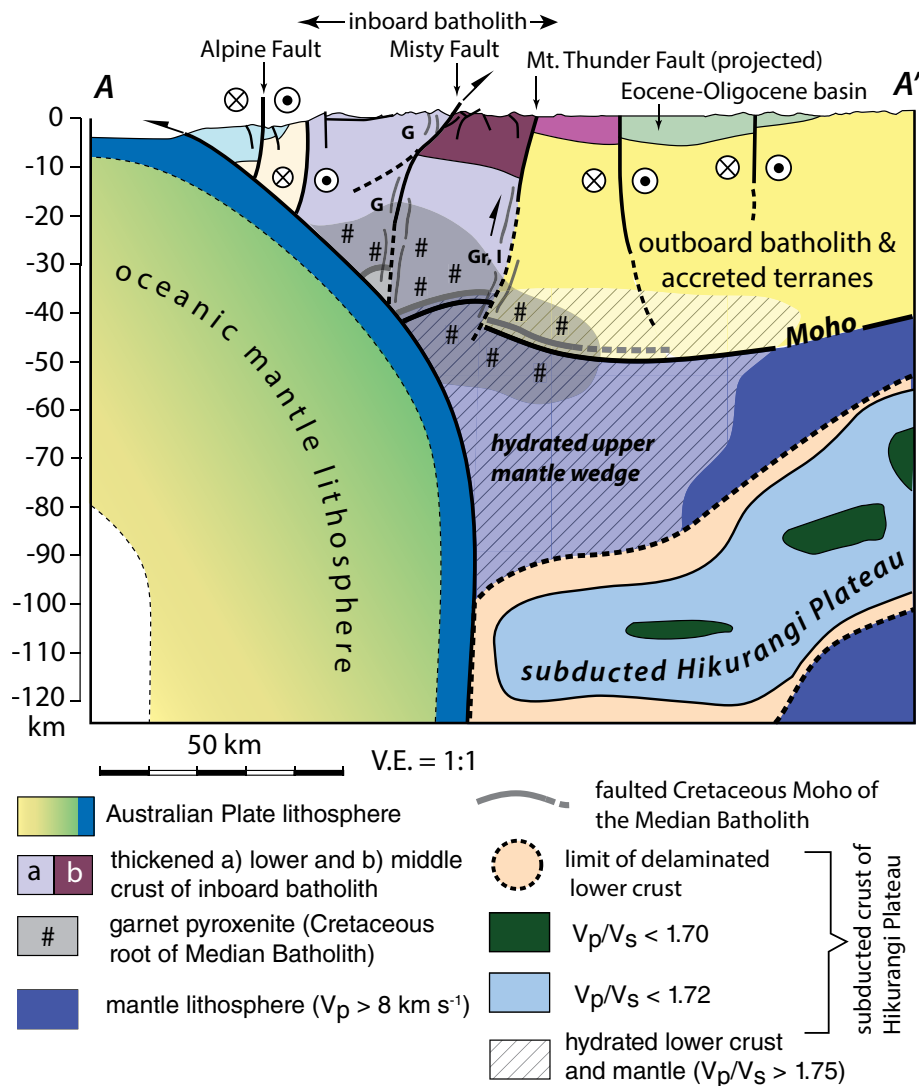 inboard batholith
Alpine Fault
Misty Fault
Mt. Thunder Fault (projected)
Eocene-Oligocene basin
A
A'
0
-10
-20
-30
-40
-50
-60
-70
-80
-90
-100
-110
-120
km
G
G
Gr, I
#
#
#
#
#
#
#
#
#
#
outboard batholith &
accreted terranes
Moho
oceanic mantle lithosphere
hydrated upper
mantle wedge
subducted Hikurangi Plateau
50 km
V.E. = 1:1
Australian Plate lithosphere
a b
thickened a) lower and b) middle
crust of inboard batholith
#
garnet pyroxenite (Cretaceous
root of Median Batholith)
mantle lithosphere (Vp > 8 km s⁻¹)
faulted Cretaceous Moho of
the Median Batholith
limit of delaminated
lower crust
Vp/Vs < 1.70
Vp/Vs < 1.72
hydrated lower crust
and mantle (Vp/Vs > 1.75)
subducted crust of
Hikurangi Plateau